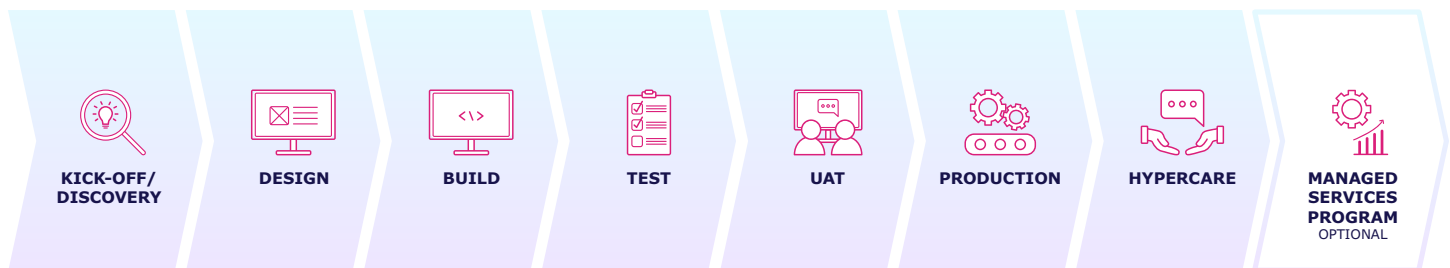 KICK-OFF/
DISCOVERY
DESIGN
<\>
BUILD
TEST
UAT
PRODUCTION
HYPERCARE
MANAGED
SERVICES
PROGRAM
OPTIONAL